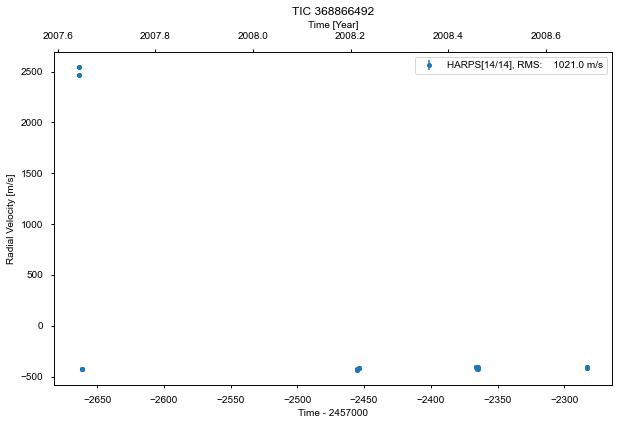 TIC 368866492
Time [Year]
2007.6 2007.8 2008.0 2008.2 2008.4 2008.6
HARPS[14/14], RMS: 1021.0 m/s
2500
2000
1500
1000
500
0
−500
Radial Velocity [m/s]
−2650 −2600 −2550 −2500 −2450 −2400 −2350 −2300
Time - 2457000